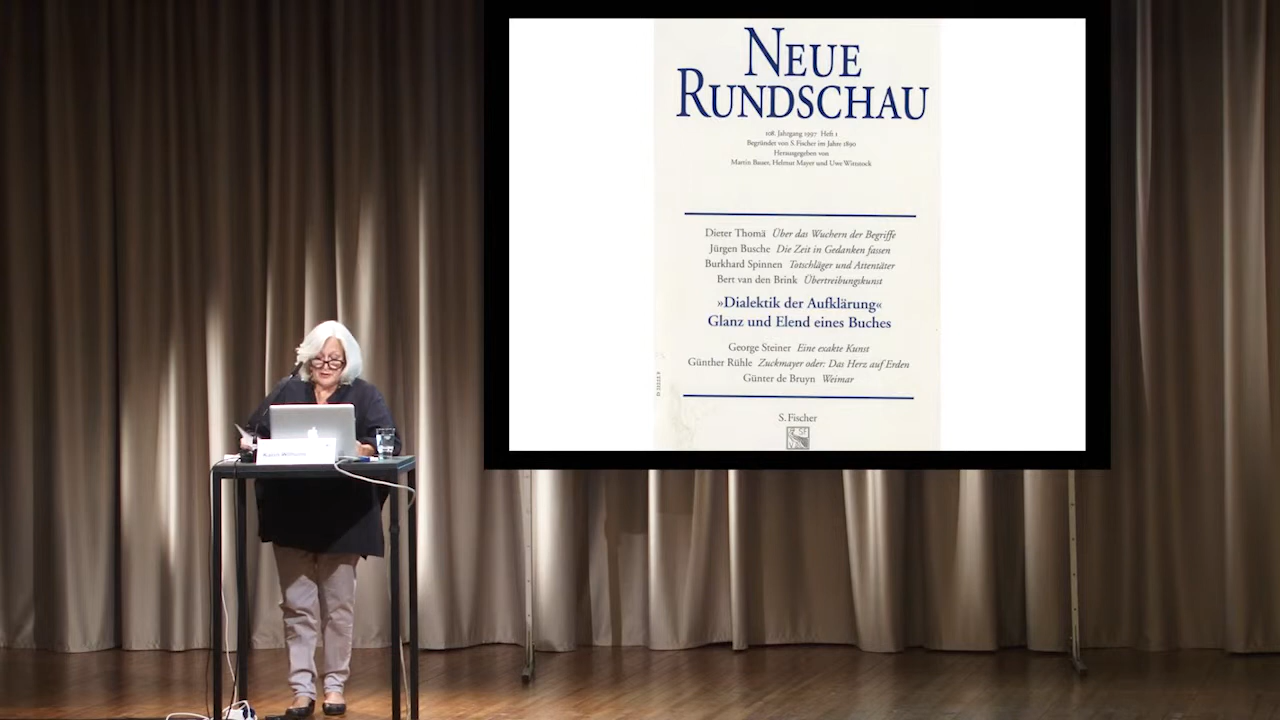 NEUE
RUNDSCHAU
108. Jahrgang 1997 Heft 1
Begründet von S. Fischer im Jahre 1890
Herausgegeben von
Martin Bauer, Helmut Mayer und Uwe Wittstock
Dieter Thomä Über das Wuchern der Begriffe
Jürgen Busche Die Zeit in Gedanken fassen
Burkhard Spinnen Totschläger und Attentäter
Bert van den Brink Übertreibungskunst
»Dialektik der Aufklärung«
Glanz und Elend eines Buches
George Steiner Eine exakte Kunst
Günther Rühle Zuckmayer oder: Das Herz auf Erden
Günter de Bruyn Weimar
S. Fischer